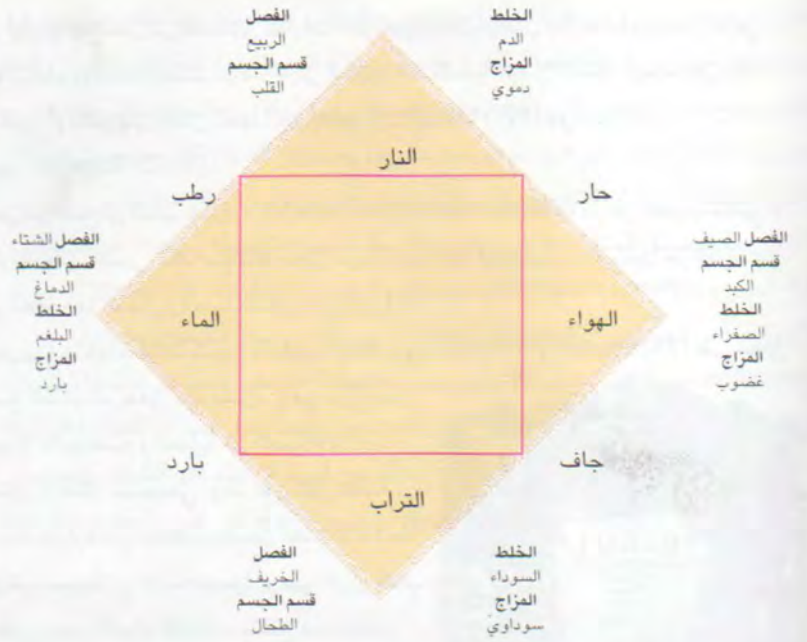 الخلط
الدم
المزاج
دموي
الفصل
الربيع
قسم الجسم
القلب
النار
حار
رطب
الفصل الصيف
قسم الجسم
الكبد
الخلط
الصفراء
المزاج
غضوب
الهواء
الماء
الفصل الشتاء
قسم الجسم
الدماغ
الخلط
البلغم
المزاج
بارد
جاف
بارد
التراب
الخلط
السوداء
المزاج
سوداوي
الفصل
الخريف
قسم الجسم
الطحال